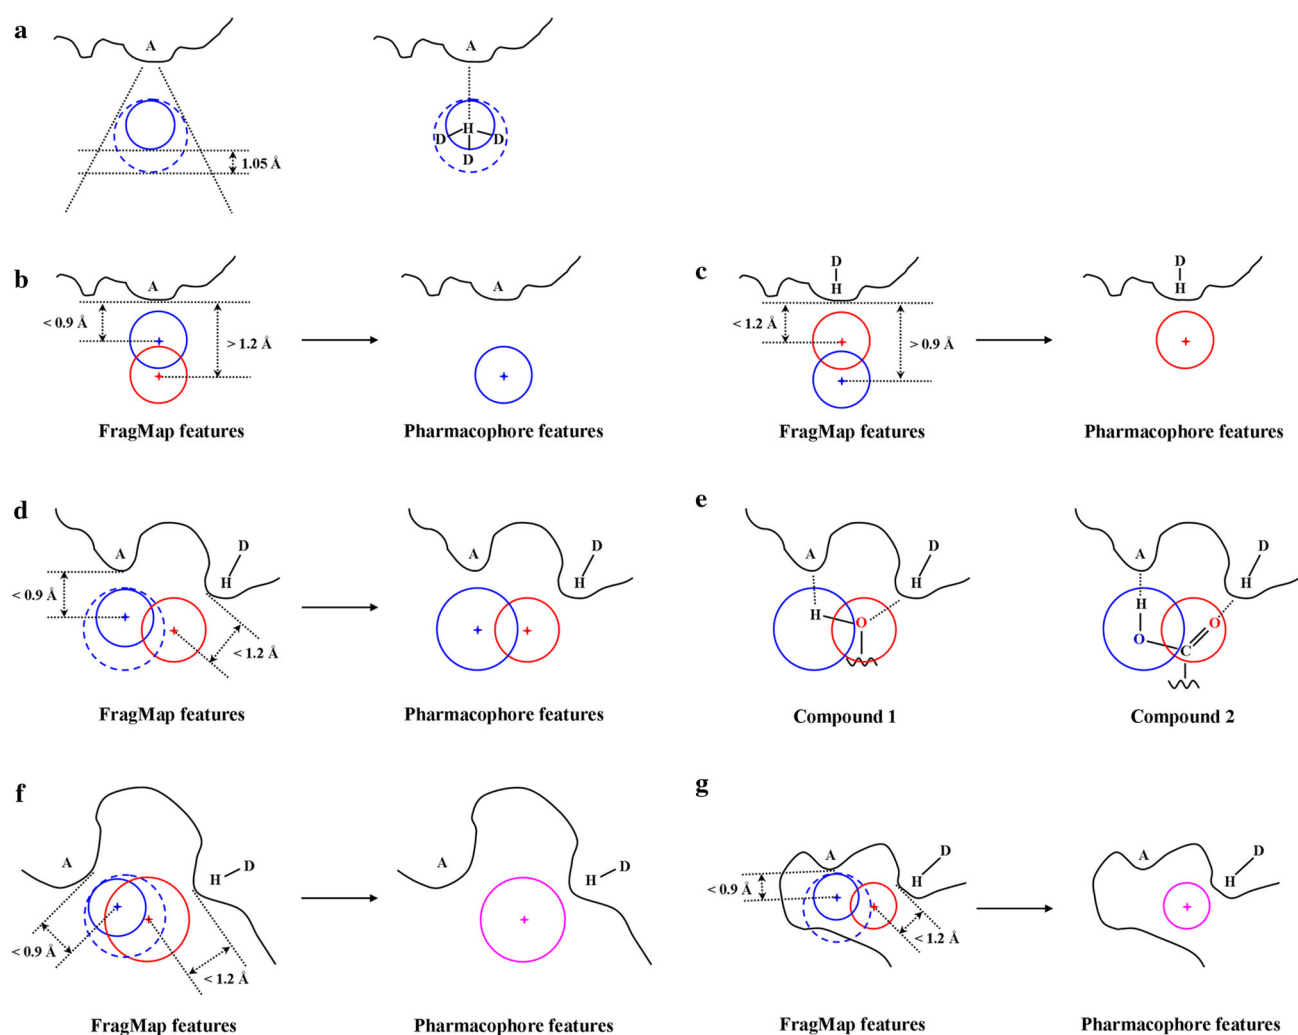 a
A
1.05 Å
A
H
D D
D
b
A
< 0.9 Å
> 1.2 Å
FragMap features
A
Pharmacophore features
c
D
H
< 1.2 Å
> 0.9 Å
FragMap features
D
H
Pharmacophore features
d
A
D
H
< 0.9 Å
< 1.2 Å
FragMap features
A
D
H
Pharmacophore features
e
A
D
H
H
O
Compound 1
A
D
H
H
O
O
C
Compound 2
f
A
H
D
< 0.9 Å
< 1.2 Å
FragMap features
A
H
D
Pharmacophore features
g
A
D
H
< 0.9 Å
< 1.2 Å
FragMap features
A
D
H
Pharmacophore features